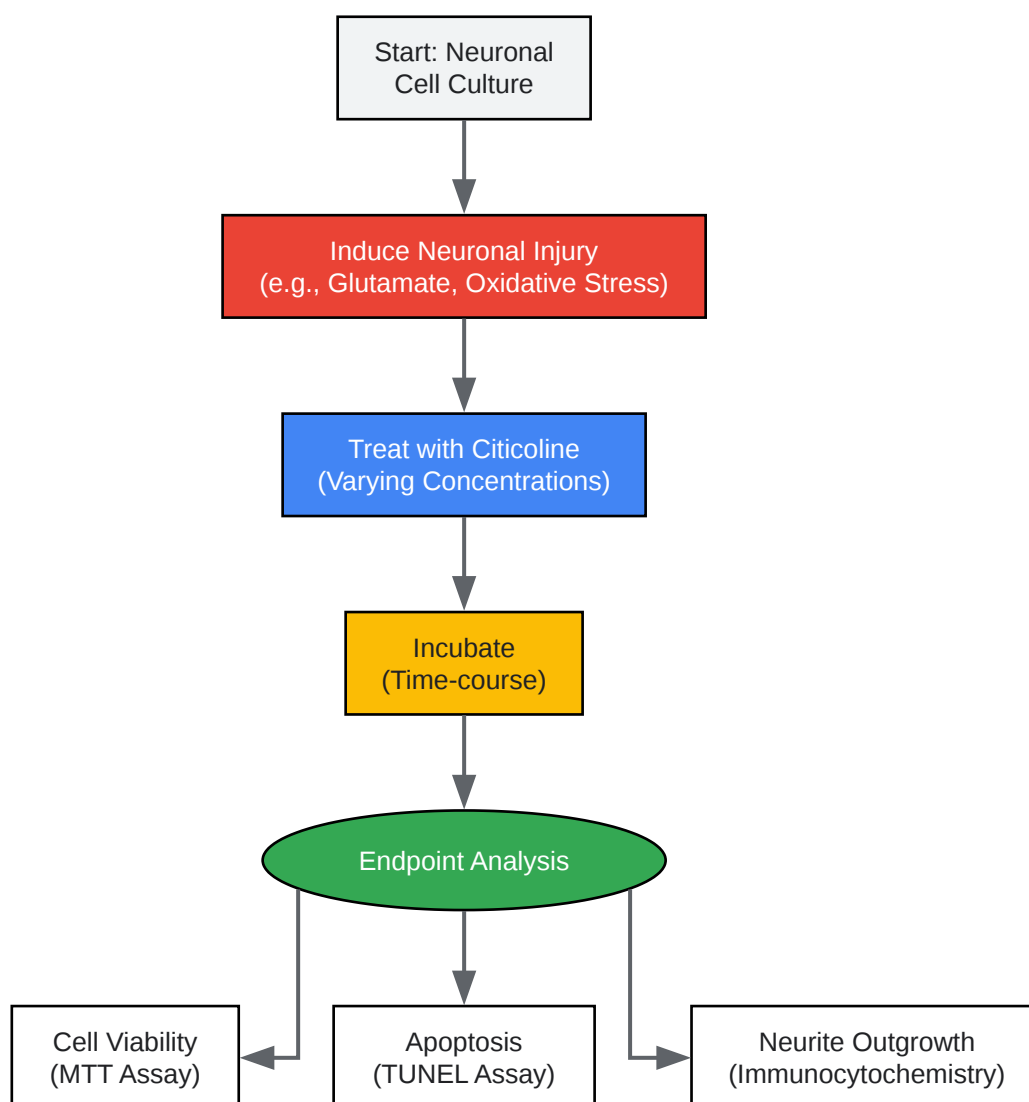 Start: Neuronal
Cell Culture
Induce Neuronal Injury
(e.g., Glutamate, Oxidative Stress)
Treat with Citicoline
(Varying Concentrations)
Incubate
(Time-course)
Endpoint Analysis
Cell Viability
(MTT Assay)
Apoptosis
(TUNEL Assay)
Neurite Outgrowth
(Immunocytochemistry)